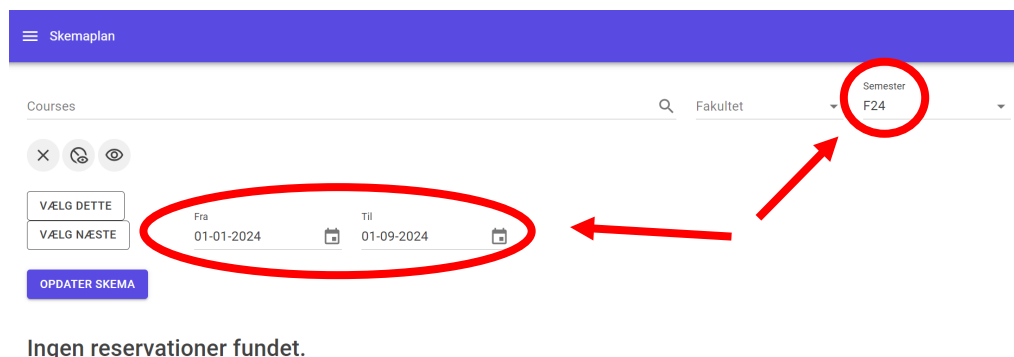 Skemaplan
Courses
Fakultet
Semester
F24
VÆLG DETTE
VÆLG NÆSTE
Fra
01-01-2024
Til
01-09-2024
OPDATER SKEMA
Ingen reservationer fundet.